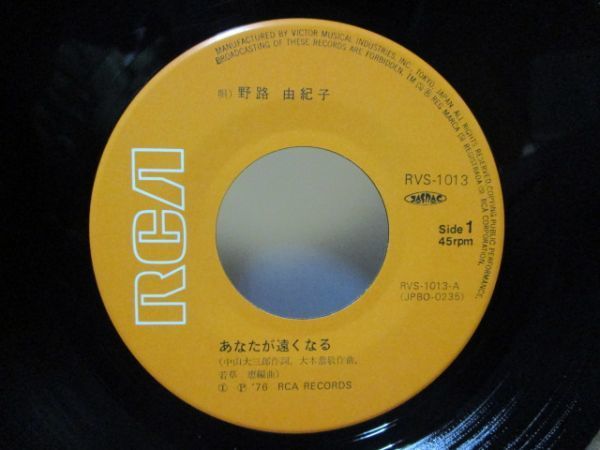 MANUFACTURED BY VICTOR MUSICAL INDUSTRIES, INC. TOKYO, JAPAN. ALL RIGHTS RESERVED COPYING PUBLIC PERFORMANCE,
BROADCASTING OF THESE RECORDS ARE FORBIDDEN. TM(S) ® REG. MARCA(S) REGISTRADA(S) RCA CORPORATION.
唄) 野路 由紀子
RCA
RVS-1013
JASRAC
Side 1
45rpm
RVS-1013-A
(JPBO-0235)
あなたが遠くなる
(中山大三郎作詞, 大木恭敬作曲,
若草 恵編曲)
Ⓟ '76 RCA RECORDS